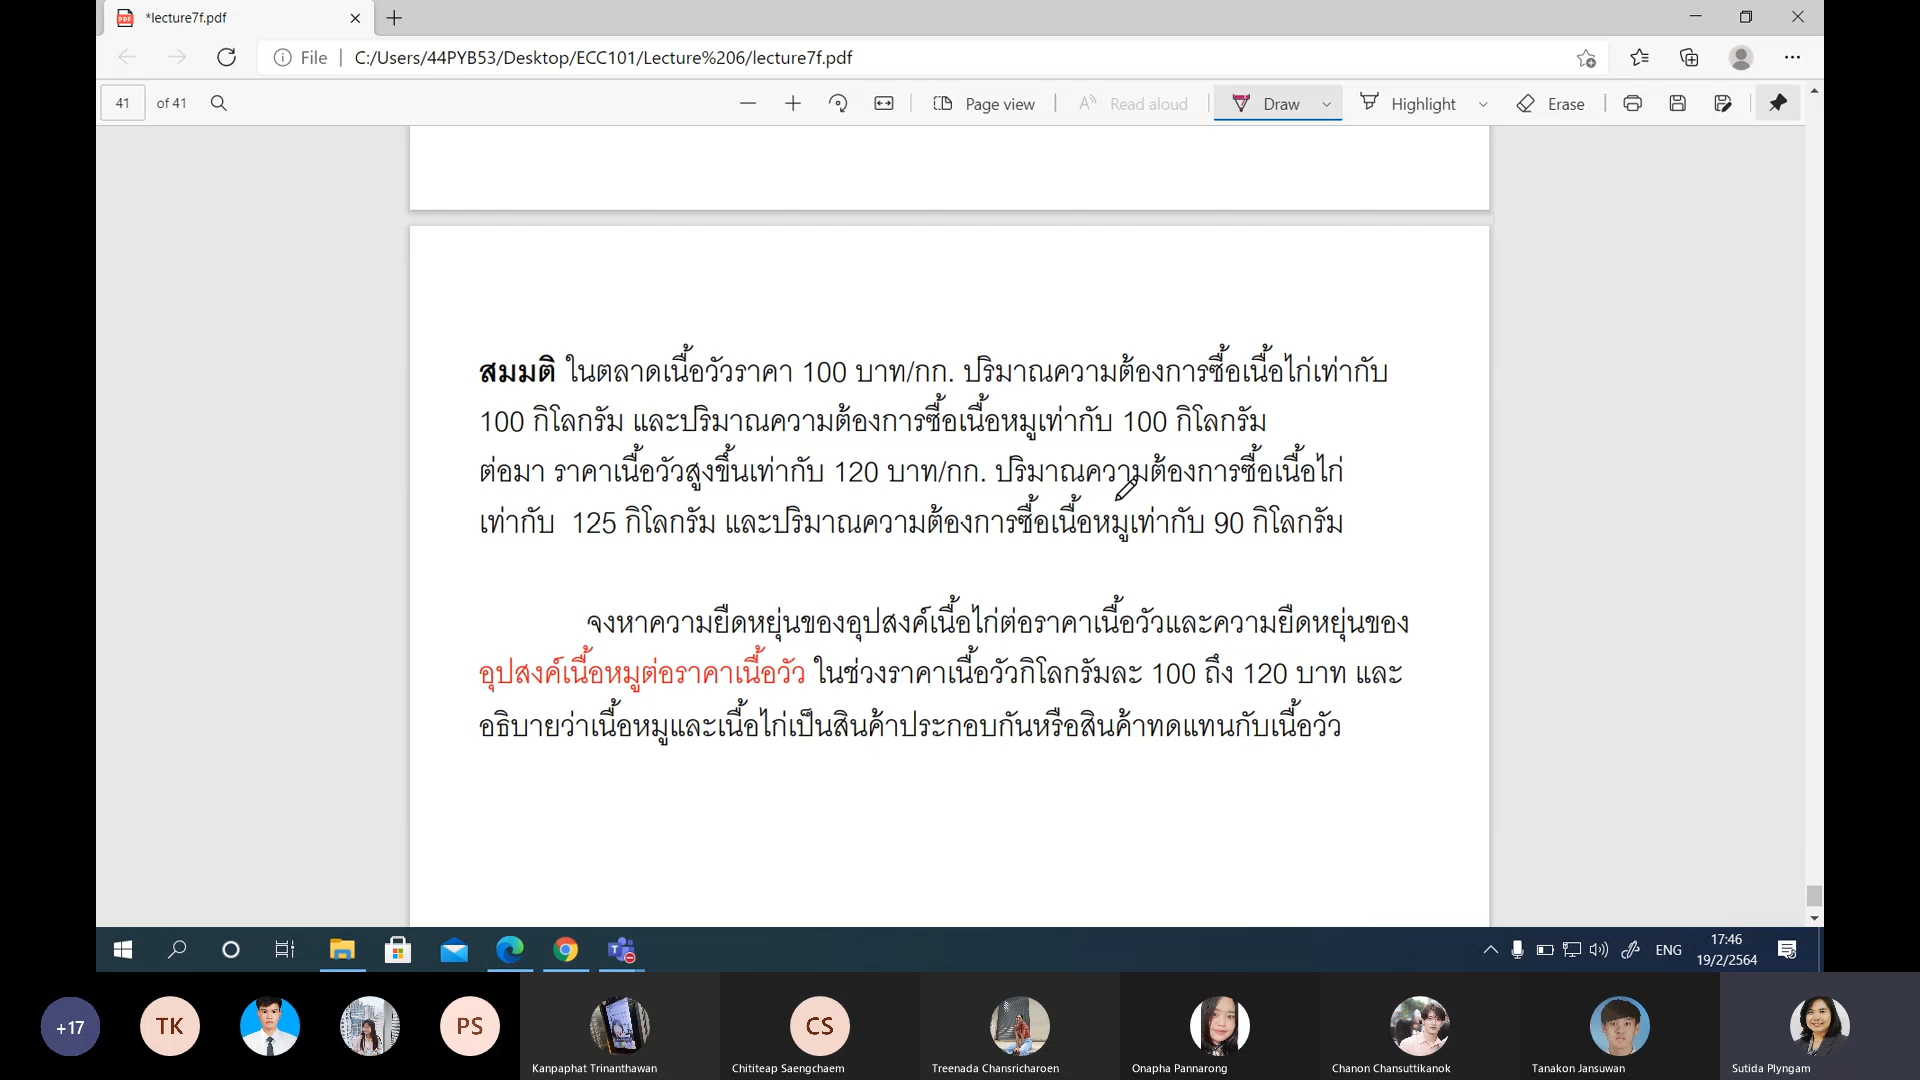 *lecture7f.pdf
File
C:/Users/44PYB53/Desktop/ECC101/Lecture%206/lecture7f.pdf
41 of 41
Page view
Read aloud
Draw
Highlight
Erase
สมมติ ในตลาดเนื้อวัวราคา 100 บาท/กก. ปริมาณความต้องการซื้อเนื้อไก่เท่ากับ
100 กิโลกรัม และปริมาณความต้องการซื้อเนื้อหมูเท่ากับ 100 กิโลกรัม
ต่อมา ราคาเนื้อวัวสูงขึ้นเท่ากับ 120 บาท/กก. ปริมาณความต้องการซื้อเนื้อไก่
เท่ากับ 125 กิโลกรัม และปริมาณความต้องการซื้อเนื้อหมูเท่ากับ 90 กิโลกรัม
จงหาความยืดหยุ่นของอุปสงค์เนื้อไก่ต่อราคาเนื้อวัวและความยืดหยุ่นของ
อุปสงค์เนื้อหมูต่อราคาเนื้อวัว ในช่วงราคาเนื้อวัวกิโลกรัมละ 100 ถึง 120 บาท และ
อธิบายว่าเนื้อหมูและเนื้อไก่เป็นสินค้าประกอบกันหรือสินค้าทดแทนกับเนื้อวัว
ENG
17:46
19/2/2564
+17
TK
PS
CS
Kanpaphat Trinanthawan
Chititeap Saengchaem
Treenada Chansricharoen
Onapha Pannarong
Chanon Chansuttikanok
Tanakon Jansuwan
Sutida Plyngam